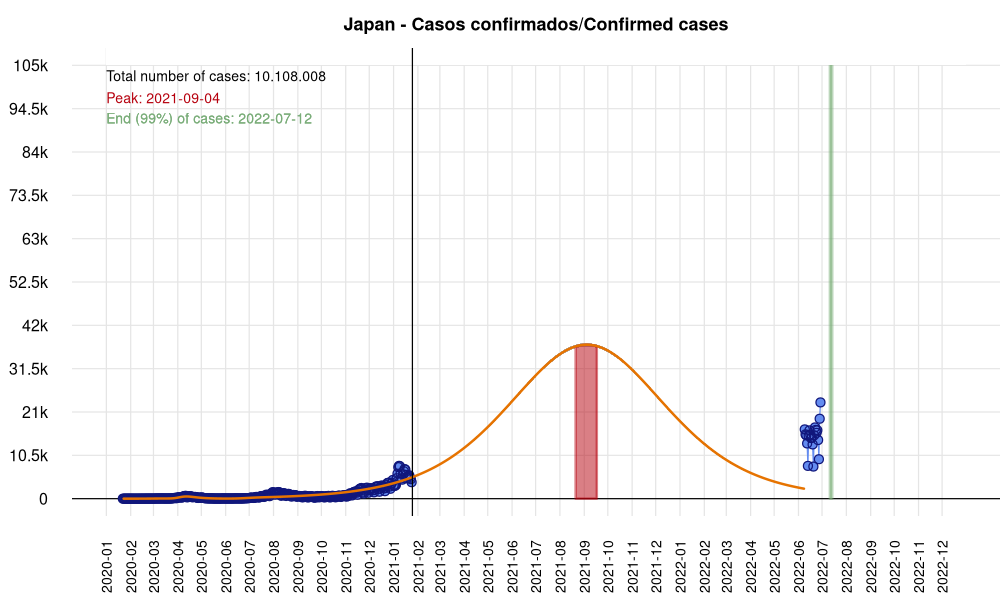 Japan - Casos confirmados/Confirmed cases
Total number of cases: 10.108.008
Peak: 2021-09-04
End (99%) of cases: 2022-07-12
105k
94.5k
84k
73.5k
63k
52.5k
42k
31.5k
21k
10.5k
0
2020-01
2020-02
2020-03
2020-04
2020-05
2020-06
2020-07
2020-08
2020-09
2020-10
2020-11
2020-12
2021-01
2021-02
2021-03
2021-04
2021-05
2021-06
2021-07
2021-08
2021-09
2021-10
2021-11
2021-12
2022-01
2022-02
2022-03
2022-04
2022-05
2022-06
2022-07
2022-08
2022-09
2022-10
2022-11
2022-12